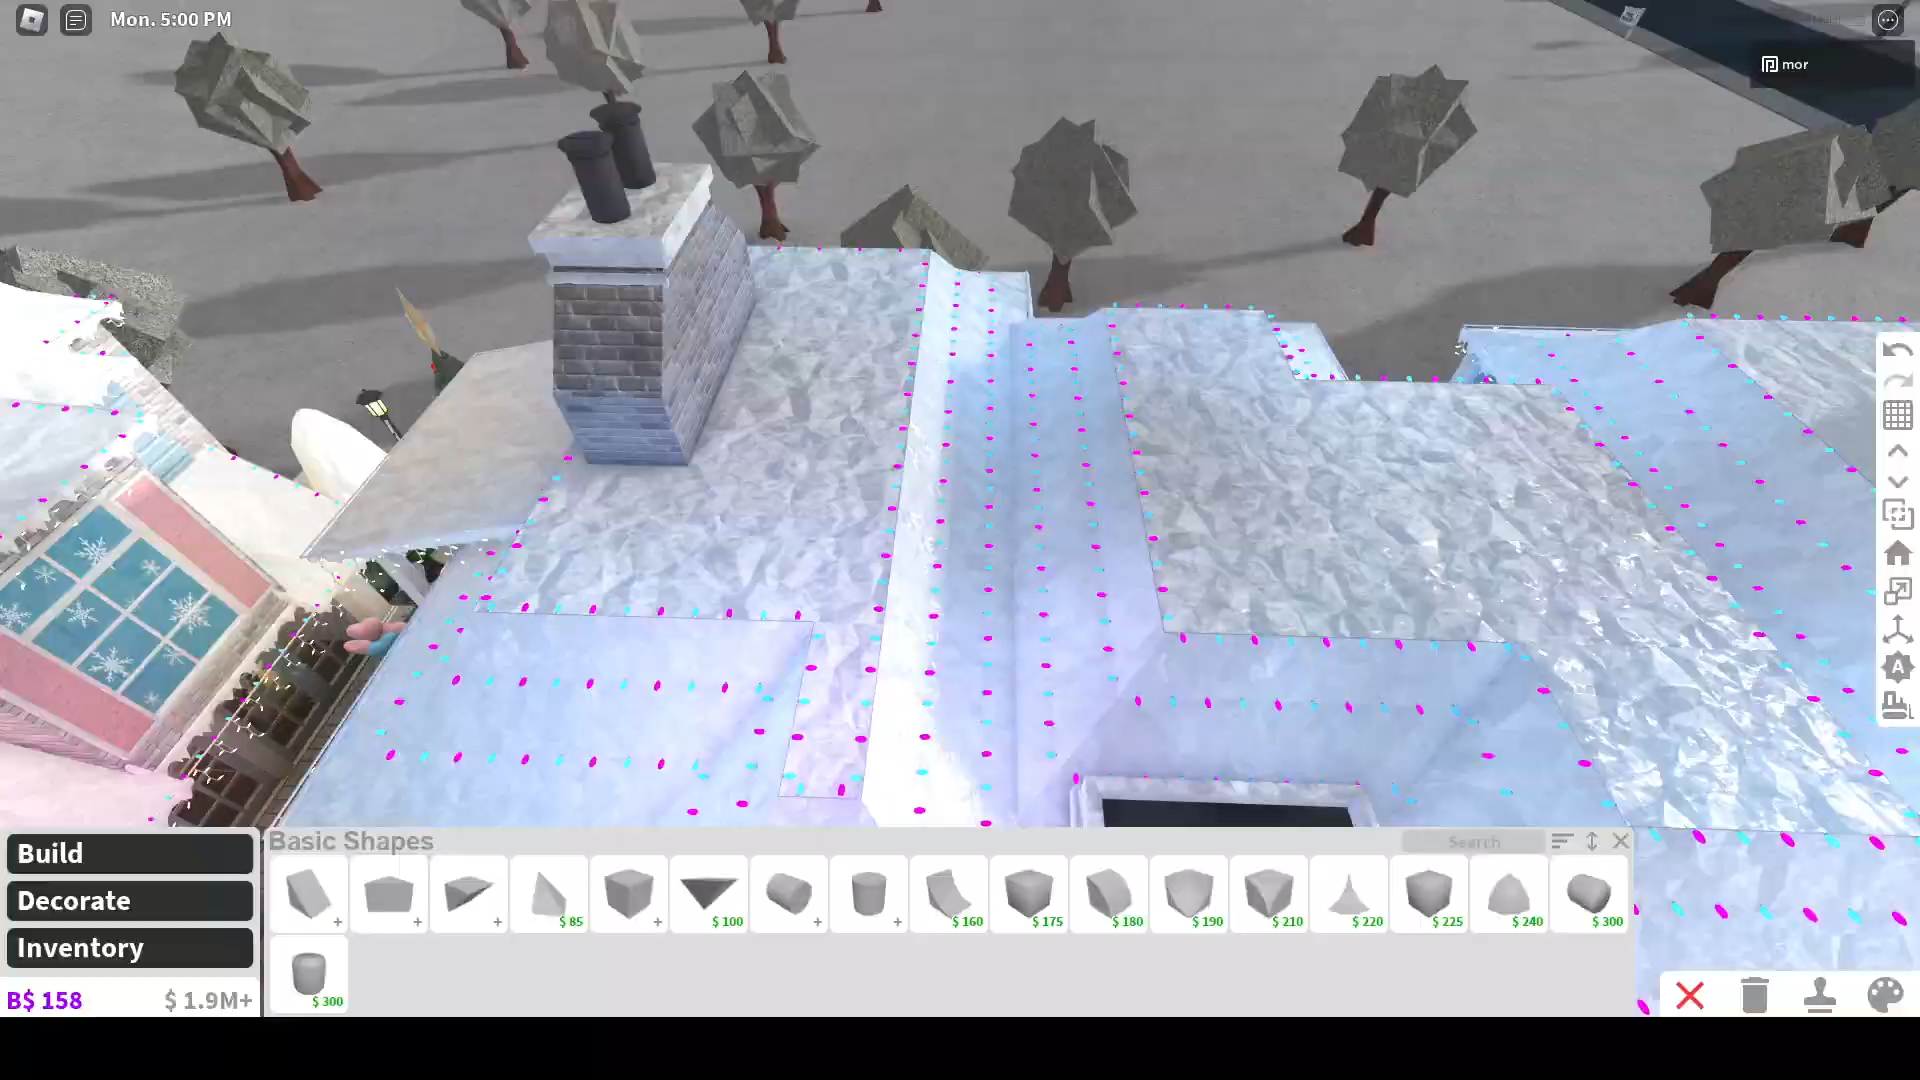 Mon. 5:00 PM
mor
Build
Decorate
Inventory
B$ 158
$ 1.9M+
Basic Shapes
Search
+
+
+
$ 85
+
$ 100
+
+
$ 160
$ 175
$ 180
$ 190
$ 210
$ 220
$ 225
$ 240
$ 300
$ 300
A